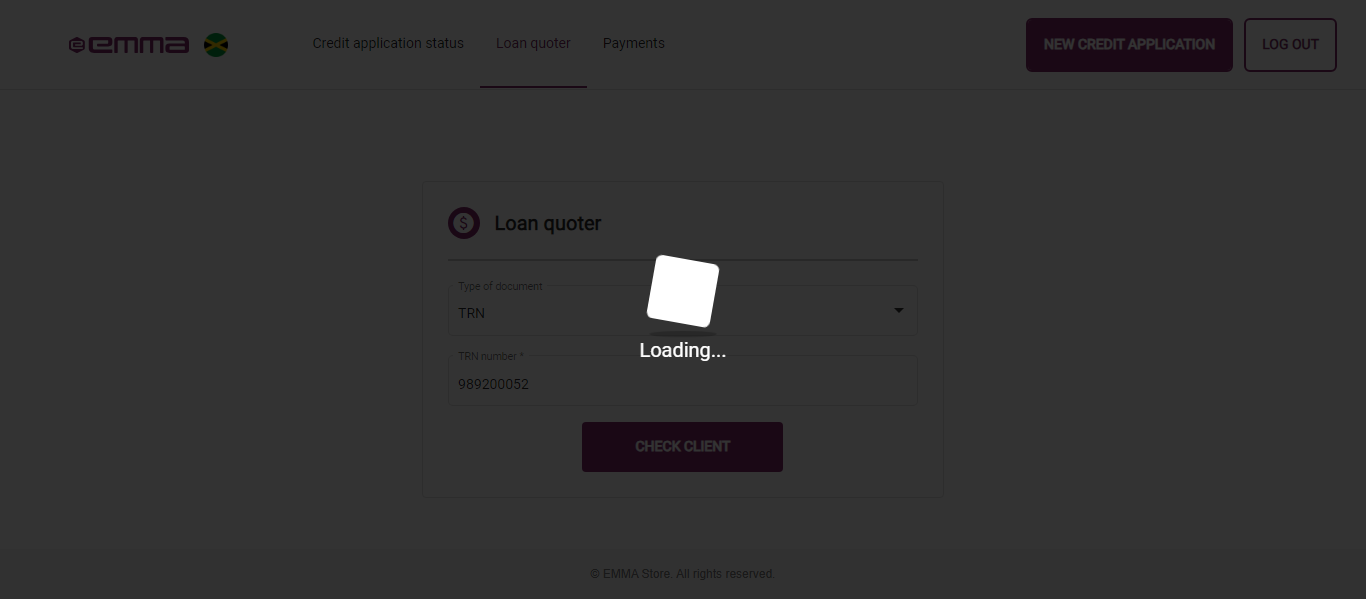 emma
Credit application status
Loan quoter
Payments
NEW CREDIT APPLICATION
LOG OUT
$
Loan quoter
Type of document
TRN
Loading...
TRN number *
989200052
CHECK CLIENT
© EMMA Store. All rights reserved.